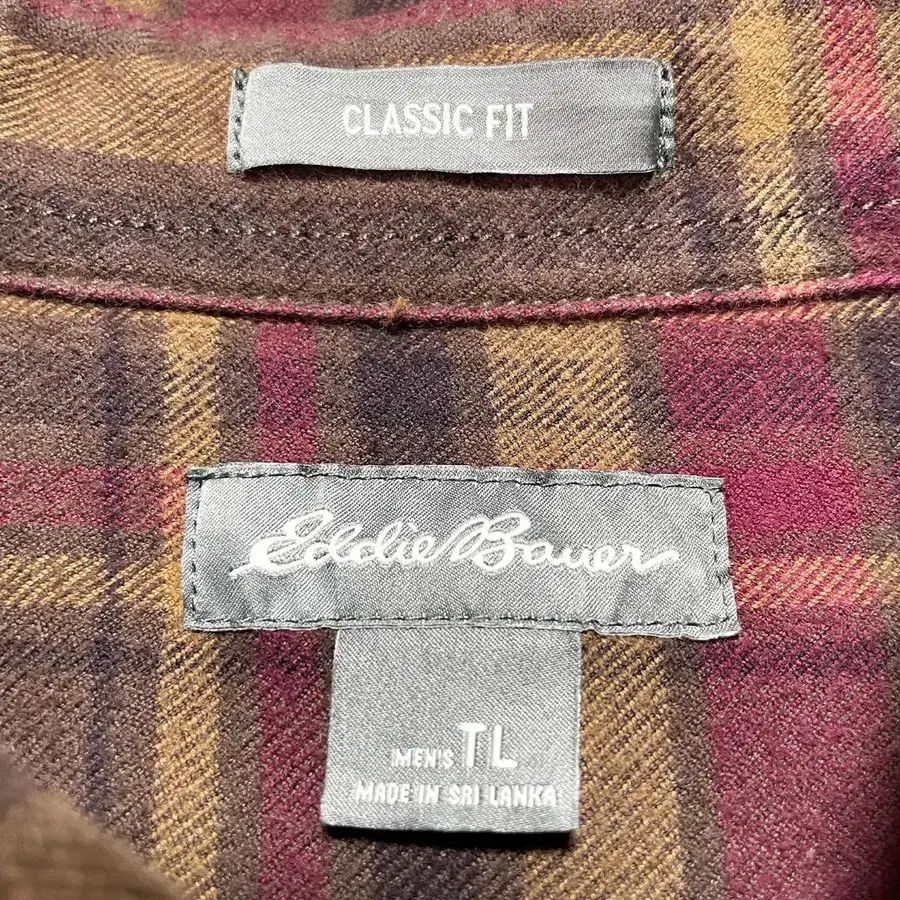 CLASSIC FIT
Eddie Bauer
MEN'S TL
MADE IN SRI LANKA